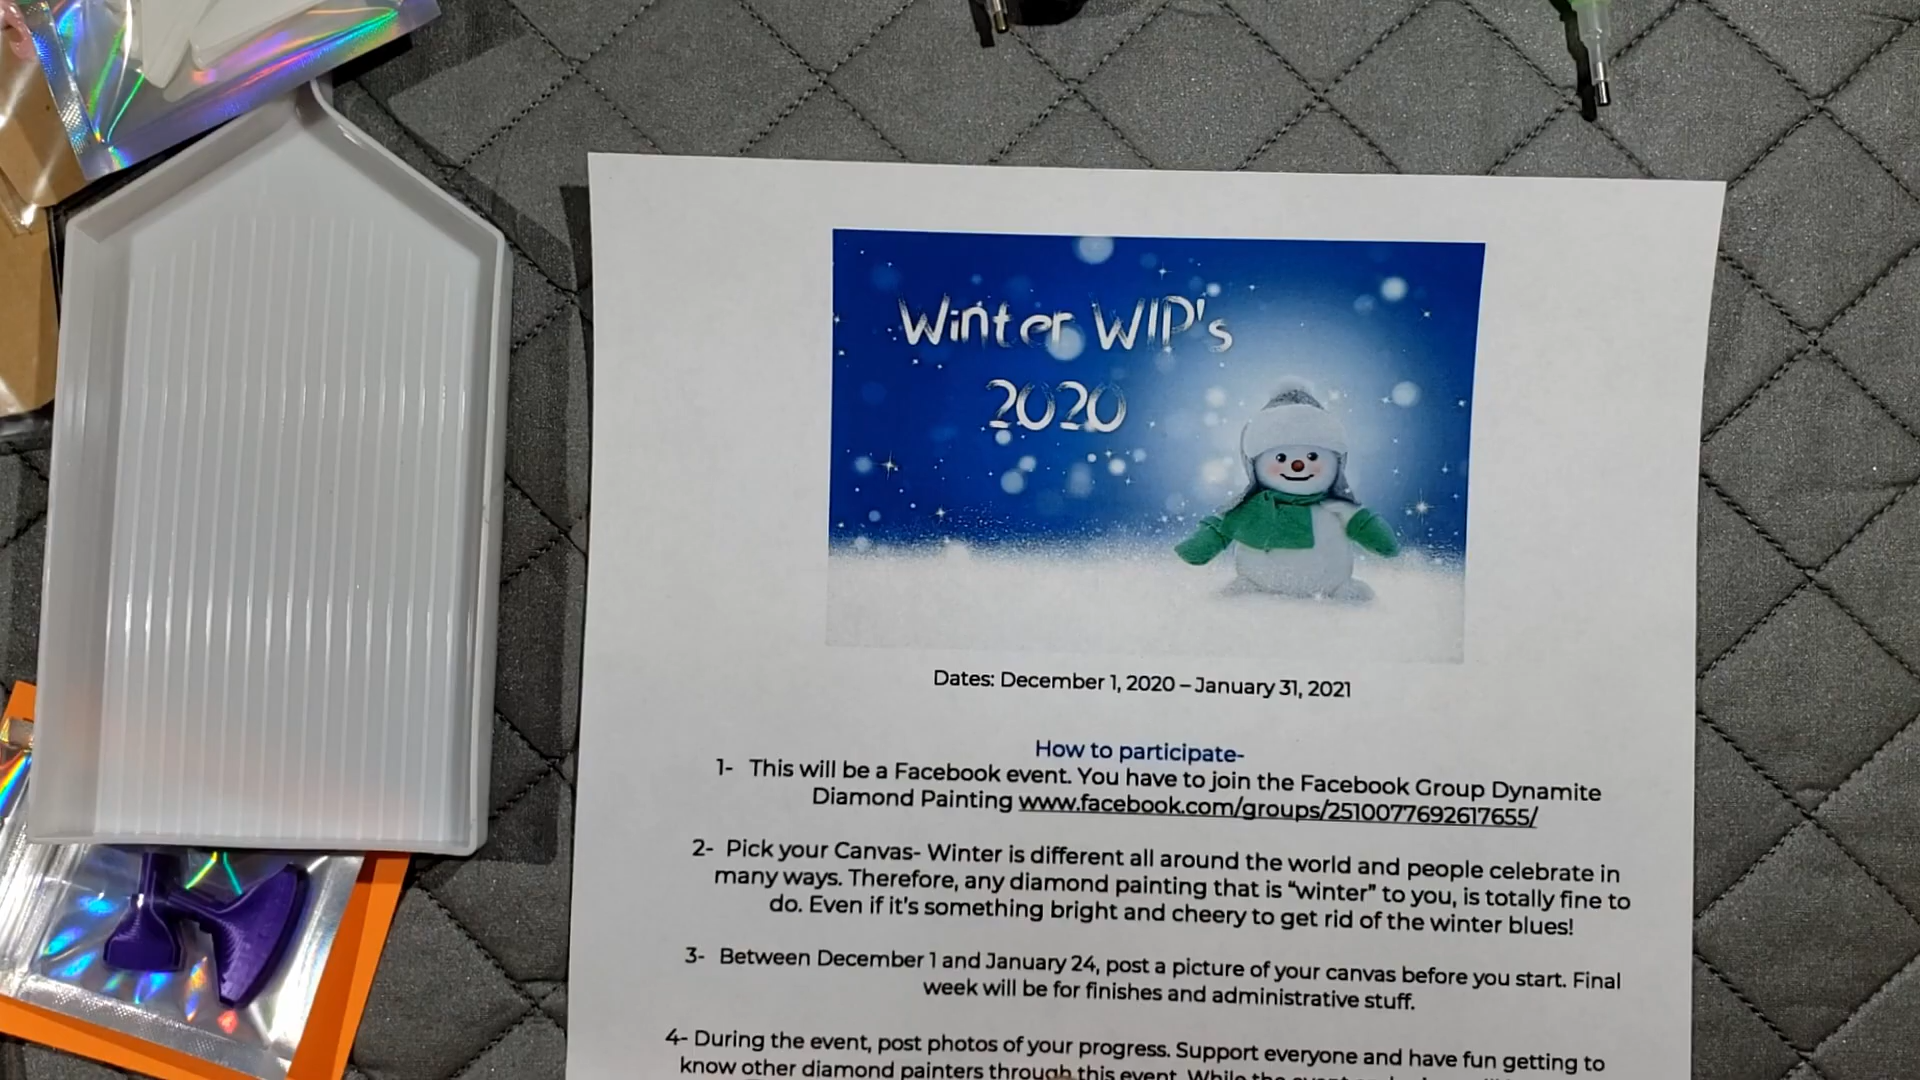 Winter WIP's
2020
Dates: December 1, 2020 – January 31, 2021
How to participate-
1- This will be a Facebook event. You have to join the Facebook Group Dynamite
Diamond Painting www.facebook.com/groups/2510077692617655/
2- Pick your Canvas- Winter is different all around the world and people celebrate in
many ways. Therefore, any diamond painting that is “winter” to you, is totally fine to
do. Even if it's something bright and cheery to get rid of the winter blues!
3- Between December 1 and January 24, post a picture of your canvas before you start. Final
week will be for finishes and administrative stuff.
4- During the event, post photos of your progress. Support everyone and have fun getting to
know other diamond painters through this event. While the